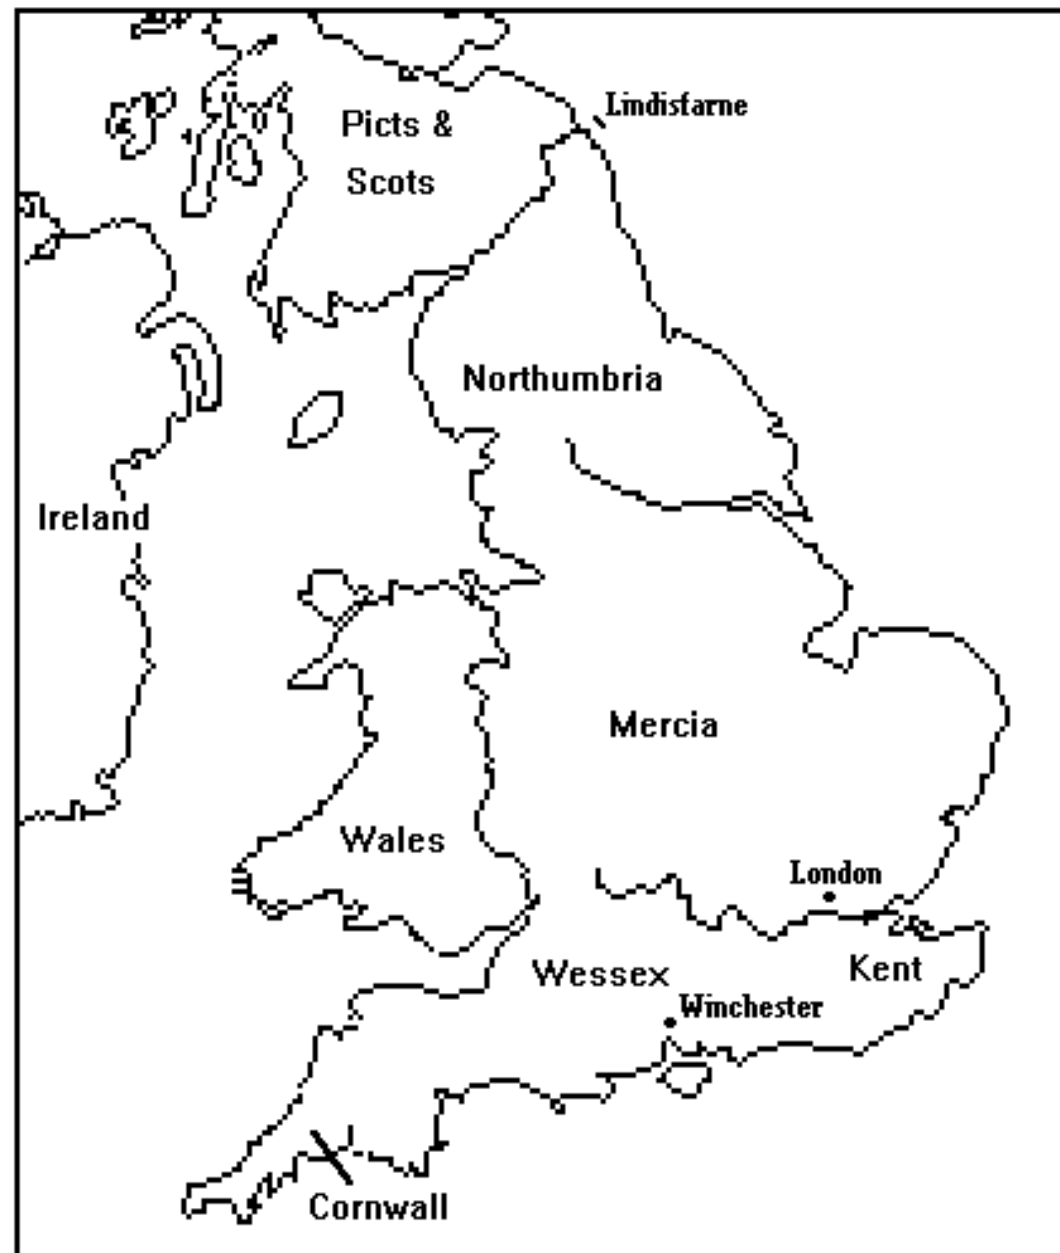 Lindisfarne
Picts &
Scots
Northumbria
Ireland
Mercia
Wales
London
Kent
Wessex
Winchester
Cornwall